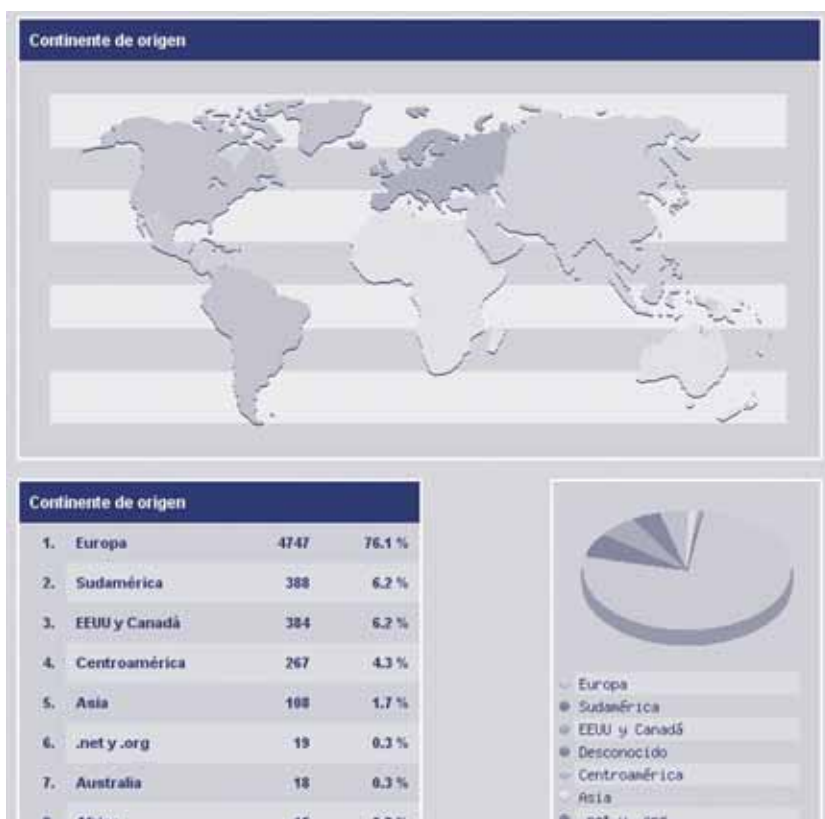 Continente de origen
Continente de origen
1. Europa 4747 76.1 %
2. Sudamérica 388 6.2 %
3. EEUU y Canadá 384 6.2 %
4. Centroamérica 267 4.3 %
5. Asia 108 1.7 %
6. .net y .org 19 0.3 %
7. Australia 18 0.3 %
Europa
Sudamérica
EEUU y Canadá
Desconocido
Centroamérica
Asia